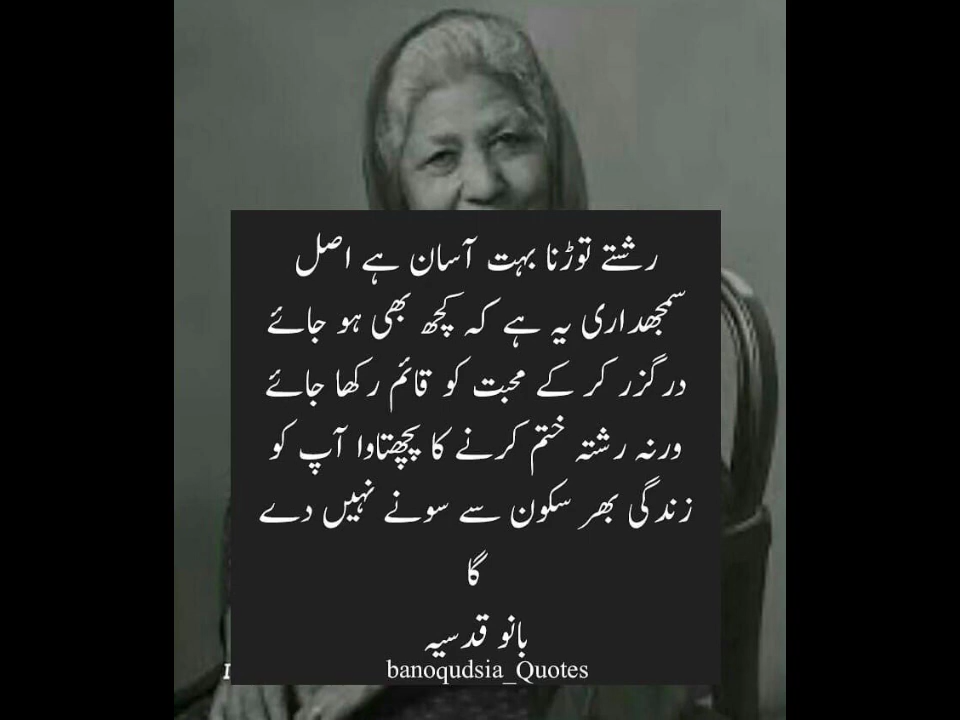 رشتے توڑنا بہت آسان ہے اصل
سمجھداری یہ ہے کہ کچھ بھی ہو جائے
درگزر کر کے محبت کو قائم رکھا جائے
ورنہ رشتہ ختم کرنے کا پچھتاوا آپ کو
زندگی بھر سکون سے سونے نہیں دے
گا
بانو قدسیہ
banoqudsia_Quotes